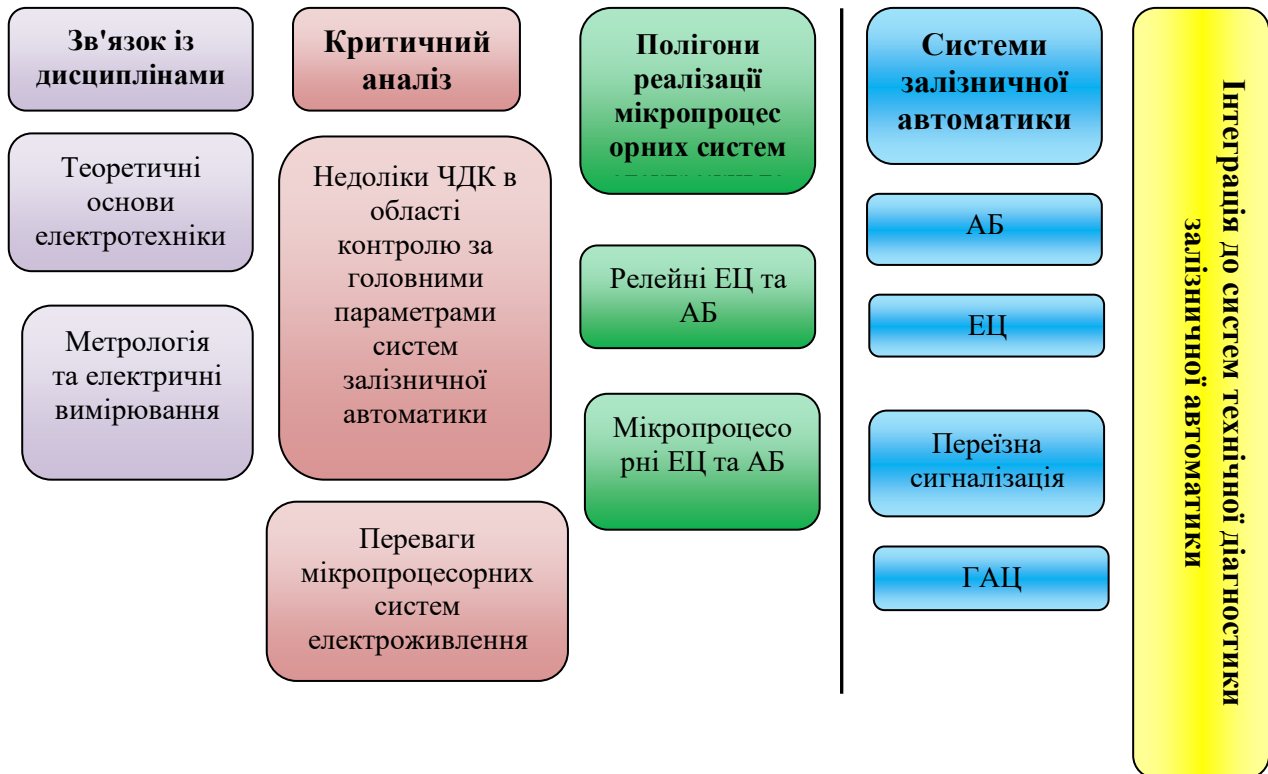 Зв'язок із
дисциплінами
Теоретичні
основи
електротехніки
Метрологія
та електричні
вимірювання
Критичний
аналіз
Недоліки ЧДК в
області
контролю за
головними
параметрами
систем
залізничної
автоматики
Переваги
мікропроцесорних
систем
електроживлення
Полігони
реалізації
мікропроцес
орних систем
Релейні ЕЦ та
АБ
Мікропроцесо
рні ЕЦ та АБ
Системи
залізничної
автоматики
АБ
ЕЦ
Переїзна
сигналізація
ГАЦ
Інтеграція до систем технічної діагностики
залізничної автоматики